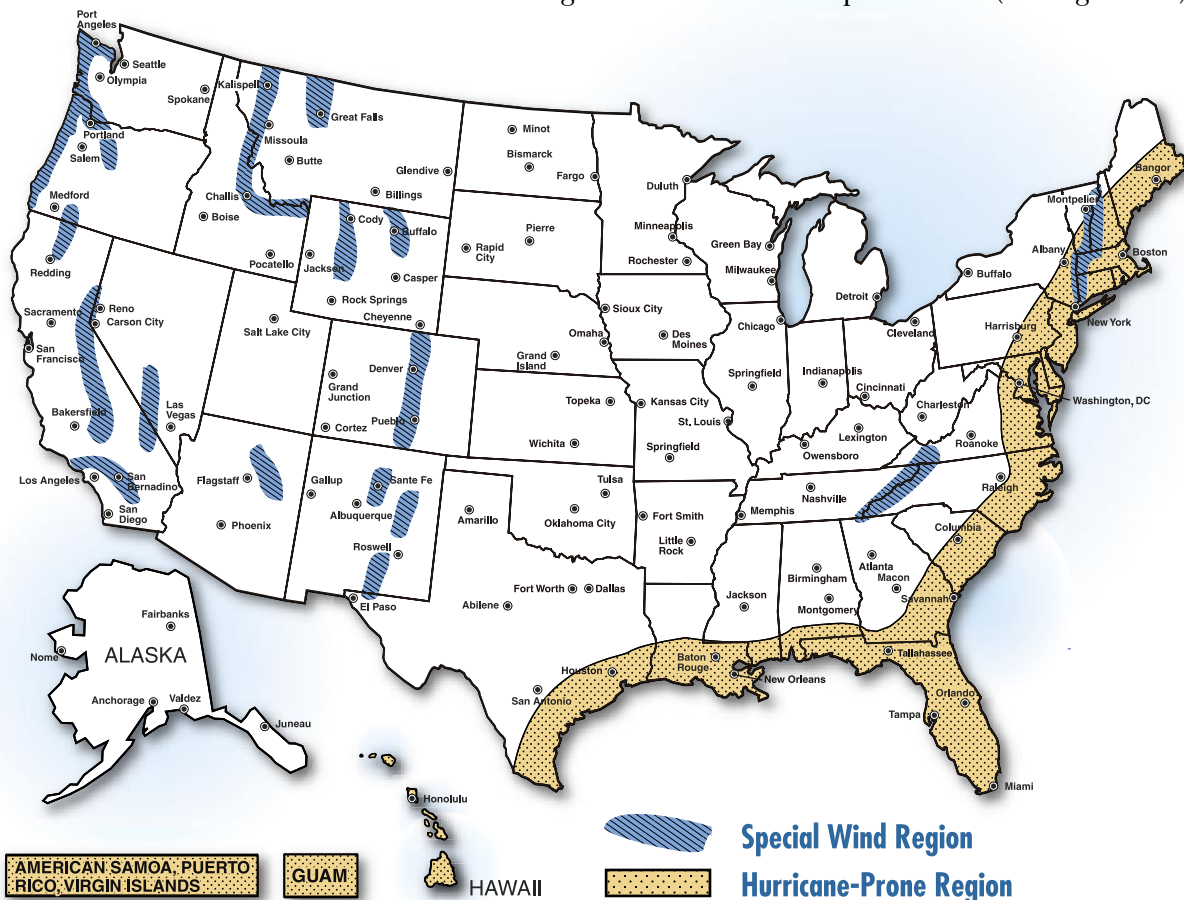 Port
Angeles
Seattle
Olympia
Spokane
Kalispell
Great Falls
Missoula
Portland
Salem
Butte
Glendive
Billings
Challis
Medford
Boise
Minot
Bismarck
Fargo
Duluth
Bangor
Montpelier
Cody
Buffalo
Pierre
Rapid
City
Minneapolis
Green Bay
Rochester
Milwaukee
Albany
Boston
Buffalo
Redding
Pocatello
Jackson
Casper
Rock Springs
Cheyenne
Sioux City
Detroit
Reno
Sacramento
Carson City
Salt Lake City
Omaha
Des
Moines
Chicago
Cleveland
Harrisburg
New York
San
Francisco
Grand
Island
Denver
Grand
Junction
Springfield
Indianapolis
Cincinnati
Washington, DC
Bakersfield
Las
Vegas
Pueblo
Cortez
Topeka
Kansas City
St. Louis
Charleston
Lexington
Roanoke
Wichita
Springfield
Owensboro
Los Angeles
San
Bernadino
Flagstaff
Gallup
Sante Fe
Tulsa
Nashville
Raleigh
San
Diego
Phoenix
Albuquerque
Amarillo
Oklahoma City
Fort Smith
Memphis
Columbia
Roswell
Little
Rock
Atlanta
Birmingham
Macon
El Paso
Abilene
Fort Worth
Dallas
Jackson
Montgomery
Savannah
Fairbanks
Nome
ALASKA
Anchorage
Valdez
Juneau
Houston
San Antonio
Baton
Rouge
New Orleans
Tallahassee
Orlando
Tampa
Miami
Honolulu
HAWAII
AMERICAN SAMOA, PUERTO
RICO, VIRGIN ISLANDS
GUAM
Special Wind Region
Hurricane-Prone Region